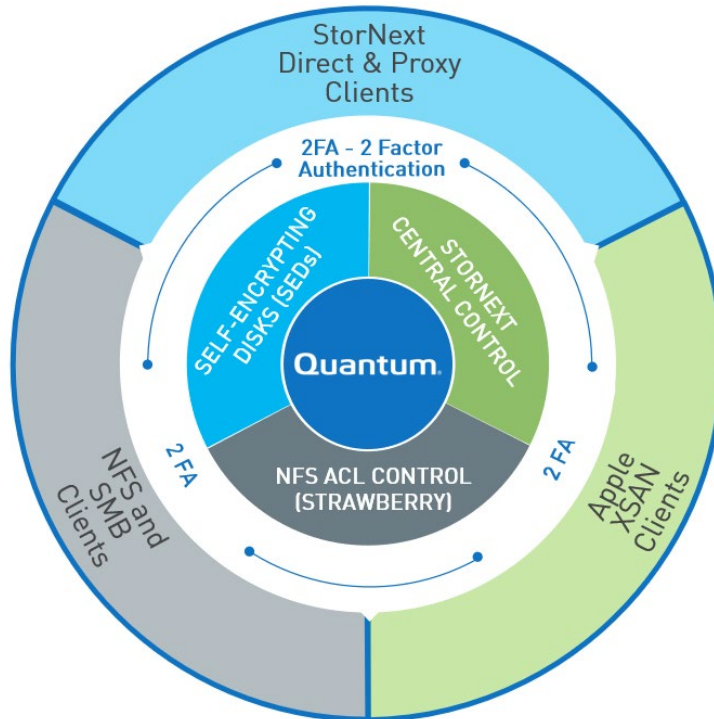 StorNext
Direct & Proxy
Clients
2FA - 2 Factor
Authentication
SELF-ENCRYPTING
DISKS (SEDs)
STORNEXT
CENTRAL CONTROL
Quantum®
NFS ACL CONTROL
(STRAWBERRY)
2 FA
2 FA
NFS and
SMB
Clients
Apple
XSAN
Clients